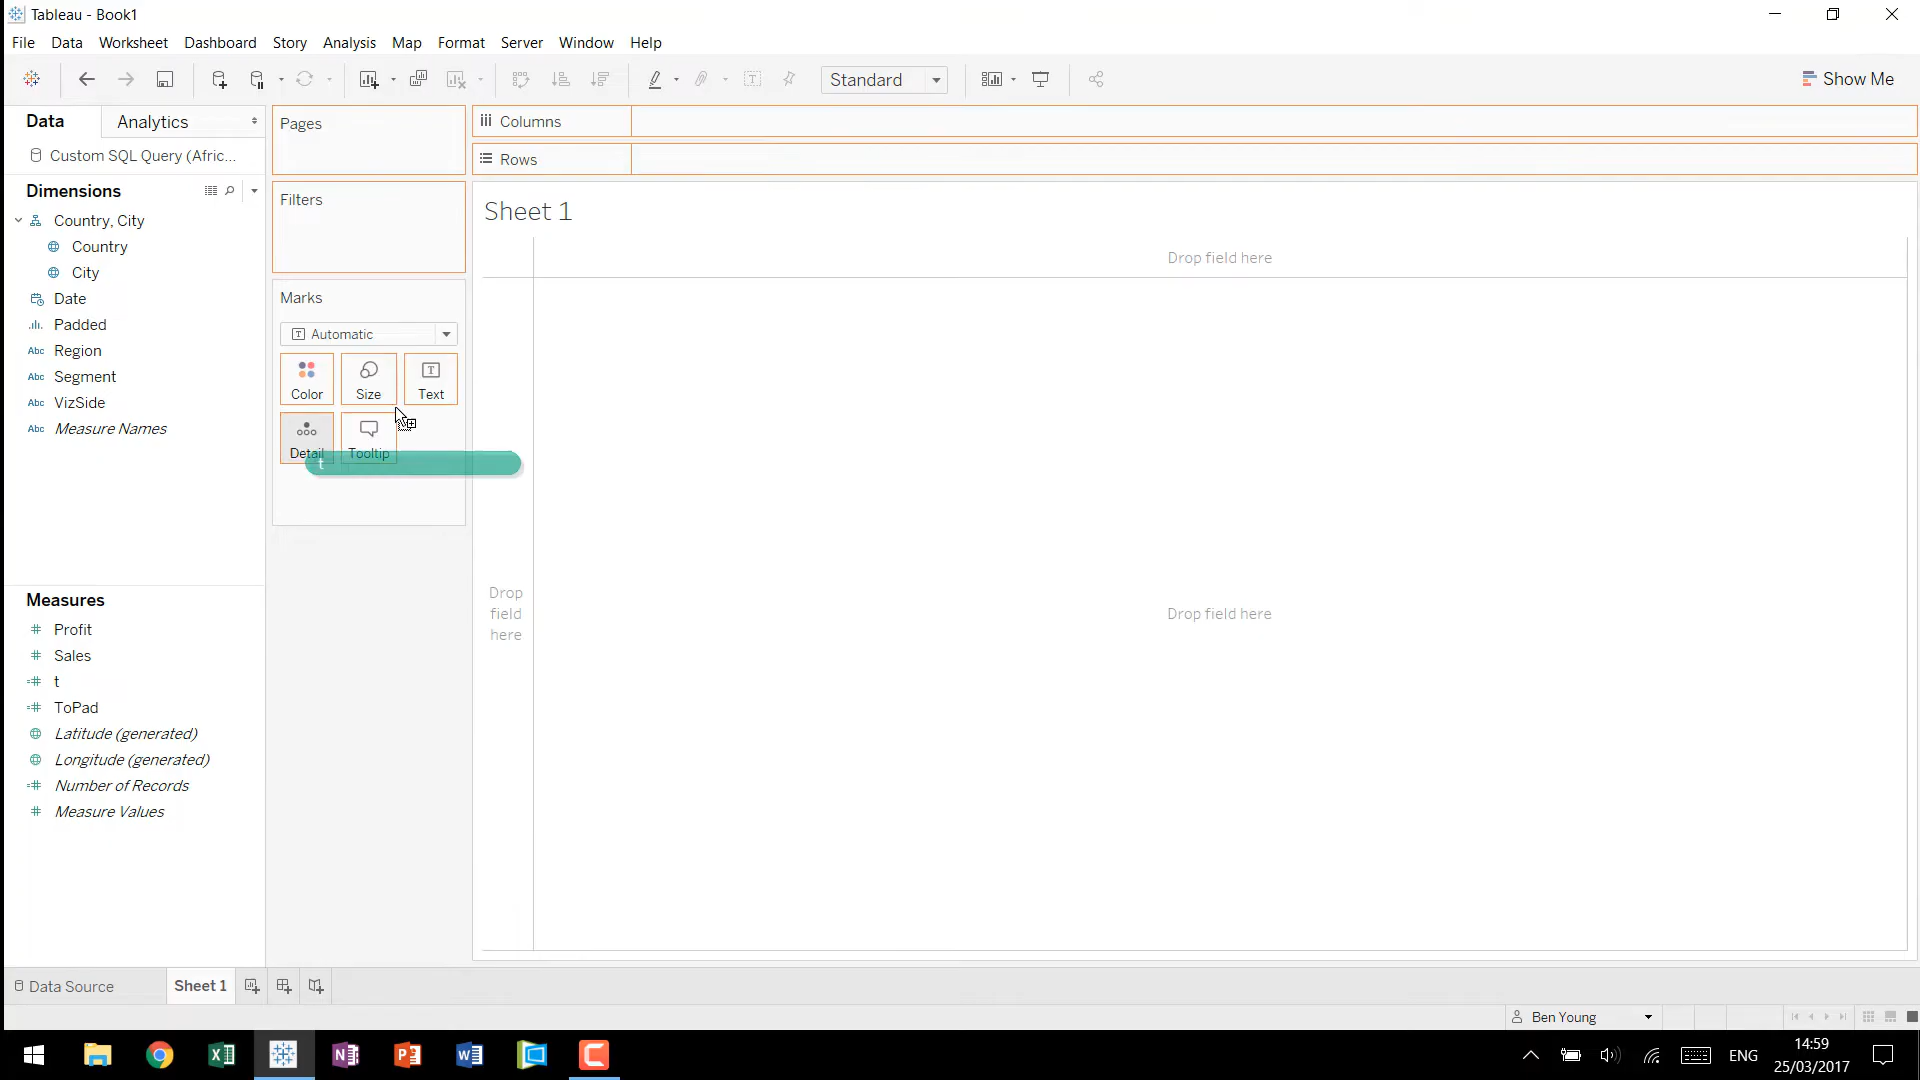 Tableau - Book1
File Data Worksheet Dashboard Story Analysis Map Format Server Window Help
Standard
Show Me
Data
Analytics
Custom SQL Query (Afric...
Dimensions
Country, City
Country
City
Date
Padded
Abc Region
Abc Segment
Abc VizSide
Abc Measure Names
Measures
Profit
Sales
t
ToPad
Latitude (generated)
Longitude (generated)
Number of Records
Measure Values
Pages
Filters
Marks
Automatic
Color
Size
Text
Detail
Tooltip
t
Columns
Rows
Sheet 1
Drop field here
Drop
field
here
Drop field here
Data Source
Sheet 1
Ben Young
ENG
14:59
25/03/2017